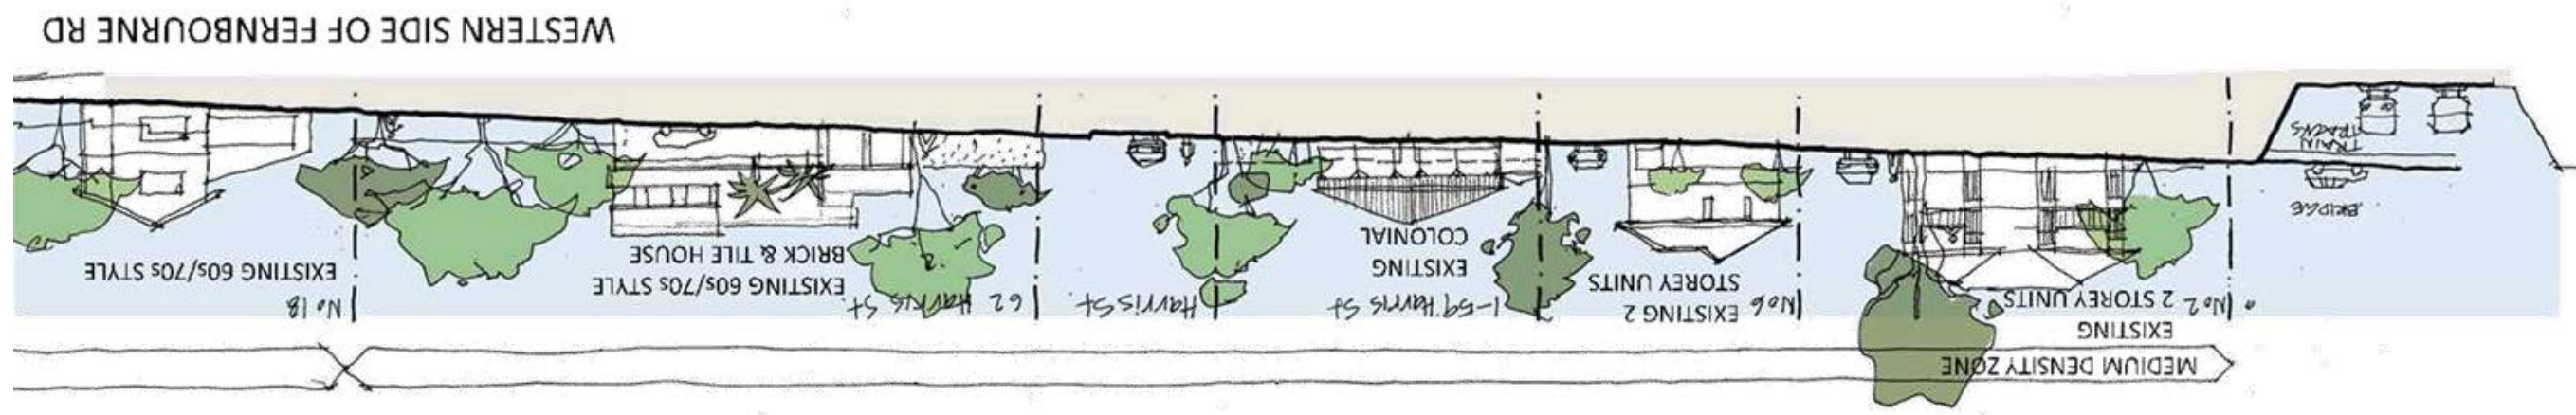 MEDIUM DENSITY ZONE
No 2
EXISTING
2 STOREY UNITS
No 6
EXISTING 2
STOREY UNITS
1-59 Harris St
EXISTING
COLONIAL
Harris St
62 Harris St
EXISTING 60s/70s STYLE
BRICK & TILE HOUSE
No 18
EXISTING 60s/70s STYLE
BRIDGE
TRAIN
TRACKS
WESTERN SIDE OF FERNBOURNE RD